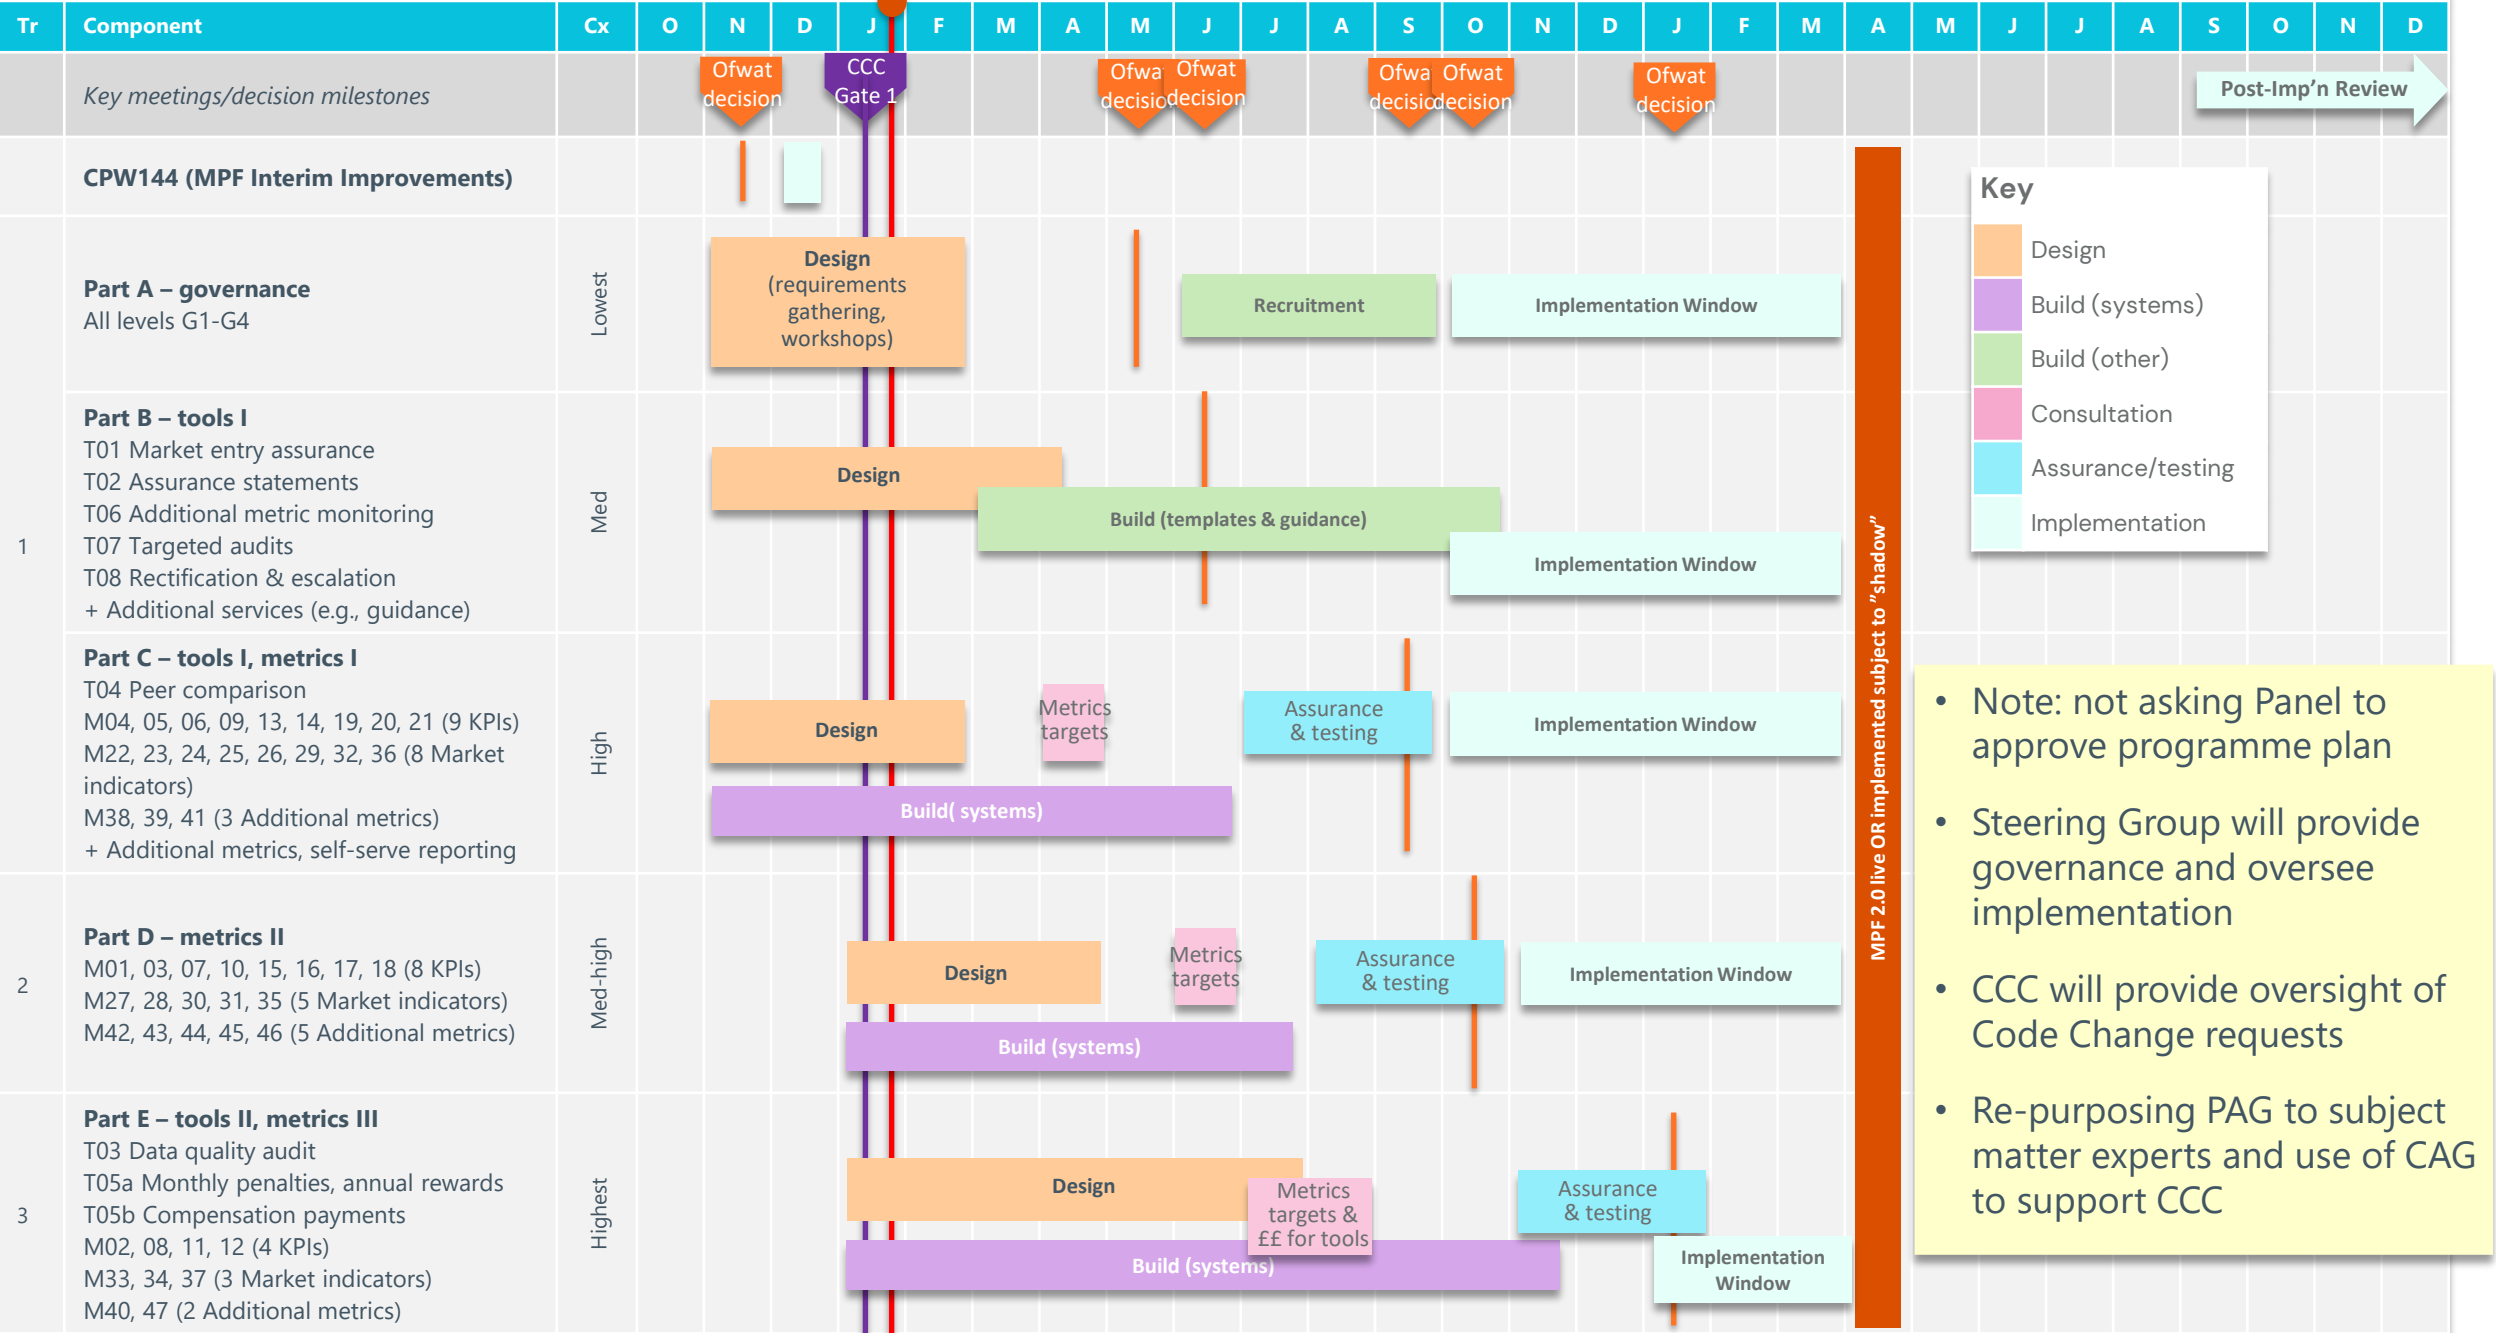 Tr Component Cx O N D J F M A M J J A S O N D J F M A M J J A S O N D
Key meetings/decision milestones
Ofwat
decision
CCC
Gate 1
Ofwa
decisio
Ofwat
decision
Ofwa
decisio
Ofwat
decision
Ofwat
decision
Post-Imp’n Review
CPW144 (MPF Interim Improvements)
1
Part A – governance
All levels G1-G4
Lowest
Design
(requirements
gathering,
workshops)
Recruitment
Implementation Window
Part B – tools I
T01 Market entry assurance
T02 Assurance statements
T06 Additional metric monitoring
T07 Targeted audits
T08 Rectification & escalation
+ Additional services (e.g., guidance)
Med
Design
Build (templates & guidance)
Implementation Window
Part C – tools I, metrics I
T04 Peer comparison
M04, 05, 06, 09, 13, 14, 19, 20, 21 (9 KPIs)
M22, 23, 24, 25, 26, 29, 32, 36 (8 Market
indicators)
M38, 39, 41 (3 Additional metrics)
+ Additional metrics, self-serve reporting
High
Design
Metrics
targets
Assurance
& testing
Implementation Window
Build( systems)
2
Part D – metrics II
M01, 03, 07, 10, 15, 16, 17, 18 (8 KPIs)
M27, 28, 30, 31, 35 (5 Market indicators)
M42, 43, 44, 45, 46 (5 Additional metrics)
Med-high
Design
Metrics
targets
Assurance
& testing
Implementation Window
Build (systems)
3
Part E – tools II, metrics III
T03 Data quality audit
T05a Monthly penalties, annual rewards
T05b Compensation payments
M02, 08, 11, 12 (4 KPIs)
M33, 34, 37 (3 Market indicators)
M40, 47 (2 Additional metrics)
Highest
Design
Metrics
targets &
££ for tools
Assurance
& testing
Build (systems)
Implementation
Window
MPF 2.0 live OR implemented subject to ”shadow”
Key
Design
Build (systems)
Build (other)
Consultation
Assurance/testing
Implementation
• Note: not asking Panel to
approve programme plan
• Steering Group will provide
governance and oversee
implementation
• CCC will provide oversight of
Code Change requests
• Re-purposing PAG to subject
matter experts and use of CAG
to support CCC